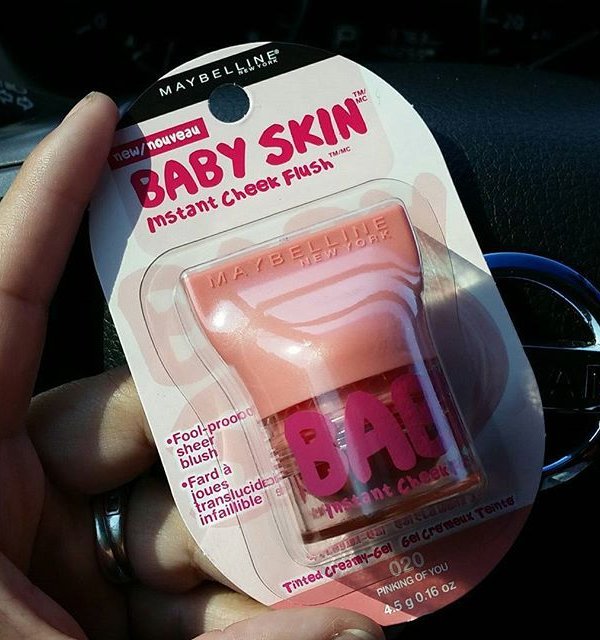 MAYBELLINE®
NEW YORK
new/nouveau
BABY SKIN TM/MC
Instant Cheek Flush TM/MC
MAYBELLINE
NEW YORK
•Fool-proof
sheer
blush
•Fard à
joues
translucide
infaillible
BAB
Instant Cheek
Tinted Creamy-Gel Gel Crémeux Teinté
020
PINKING OF YOU
4.5 g 0.16 oz